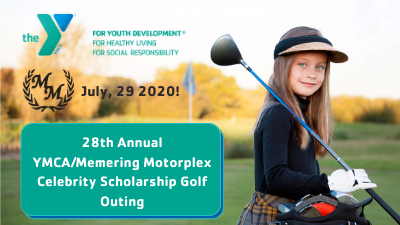 the Y
FOR YOUTH DEVELOPMENT®
FOR HEALTHY LIVING
FOR SOCIAL RESPONSIBILITY
MM
July, 29 2020!
28th Annual
YMCA/Memering Motorplex
Celebrity Scholarship Golf
Outing